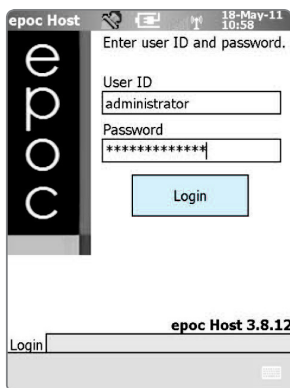 epoc Host
18-May-11
10:58
epoc
Enter user ID and password.
User ID
administrator
Password
*************
Login
epoc Host 3.8.12
Login